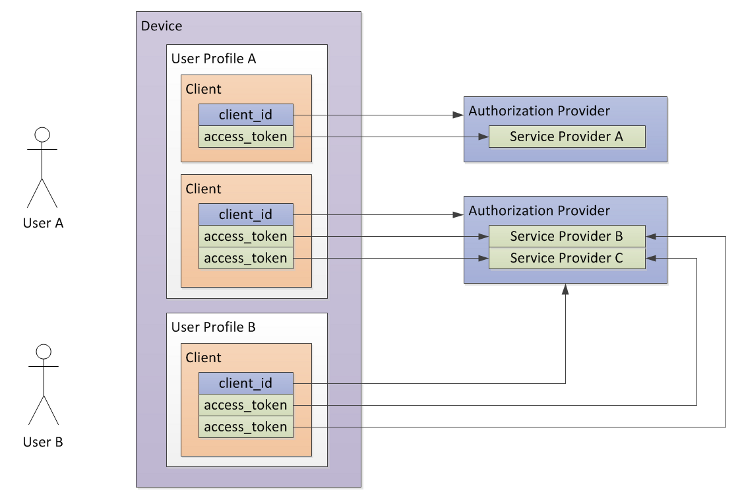 Device
User Profile A
Client
client_id
access_token
Authorization Provider
Service Provider A
User A
Client
client_id
access_token
access_token
Authorization Provider
Service Provider B
Service Provider C
User Profile B
Client
client_id
access_token
access_token
User B